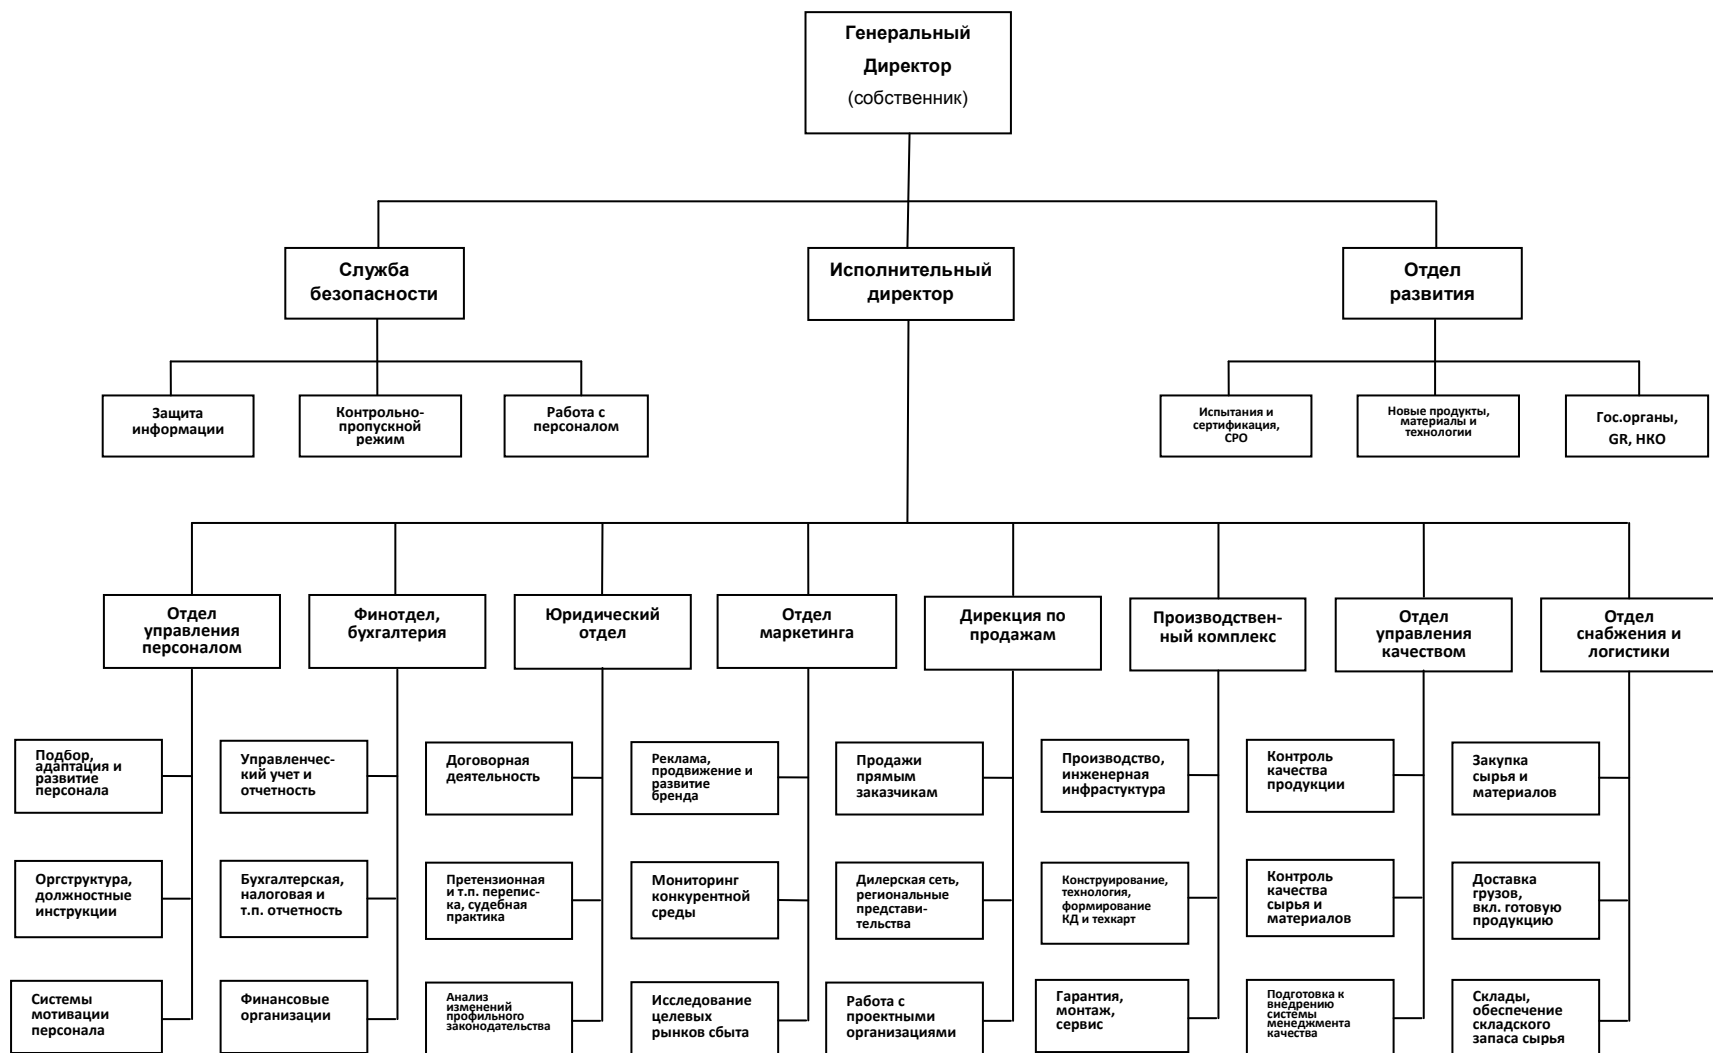 Генеральный
Директор
(собственник)
Служба
безопасности
Исполнительный
директор
Отдел
развития
Защита
информации
Контрольно-
пропускной
режим
Работа с
персоналом
Испытания и
сертификация,
СРО
Новые продукты,
материалы и
технологии
Гос.органы,
GR, НКО
Отдел
управления
персоналом
Финотдел,
бухгалтерия
Юридический
отдел
Отдел
маркетинга
Дирекция по
продажам
Производствен-
ный комплекс
Отдел
управления
качеством
Отдел
снабжения и
логистики
Подбор,
адаптация и
развитие
персонала
Управленчес-
кий учет и
отчетность
Договорная
деятельность
Реклама,
продвижение и
развитие
бренда
Продажи
прямым
заказчикам
Производство,
инженерная
инфрастуктура
Контроль
качества
продукции
Закупка
сырья и
материалов
Оргструктура,
должностные
инструкции
Бухгалтерская,
налоговая и
т.п. отчетность
Претензионная
и т.п. переписка,
ка, судебная
практика
Мониторинг
конкурентной
среды
Дилерская сеть,
региональные
представи-
тельства
Конструирование,
технология,
формирование
КД и техкарт
Контроль
качества
сырья и
материалов
Доставка
грузов,
вкл. готовую
продукцию
Системы
мотивации
персонала
Финансовые
организации
Анализ
изменений
профильного
законодательства
Исследование
целевых
рынков сбыта
Работа с
проектными
организациями
Гарантия,
монтаж,
сервис
Подготовка к
внедрению
системы
менеджмента
качества
Склады,
обеспечение
складского
запаса сырья